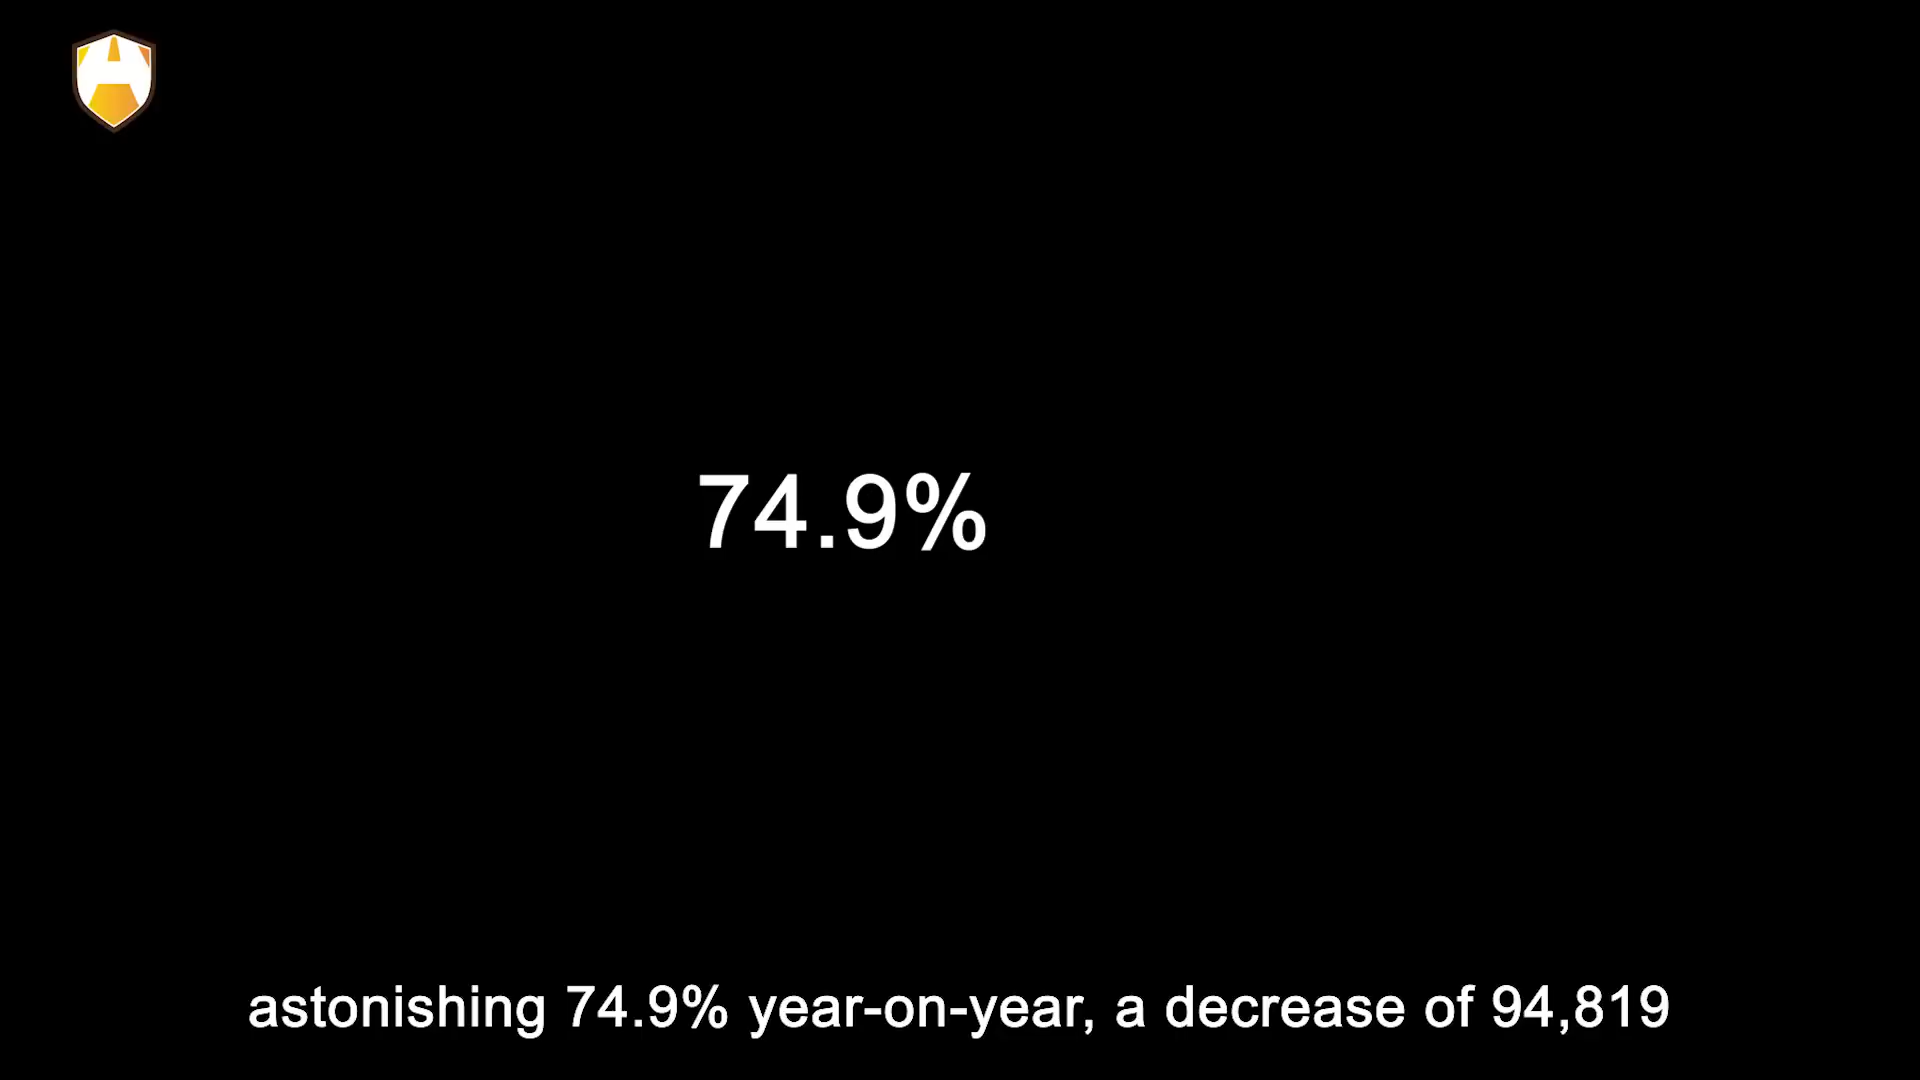 74.9%
astonishing 74.9% year-on-year, a decrease of 94,819